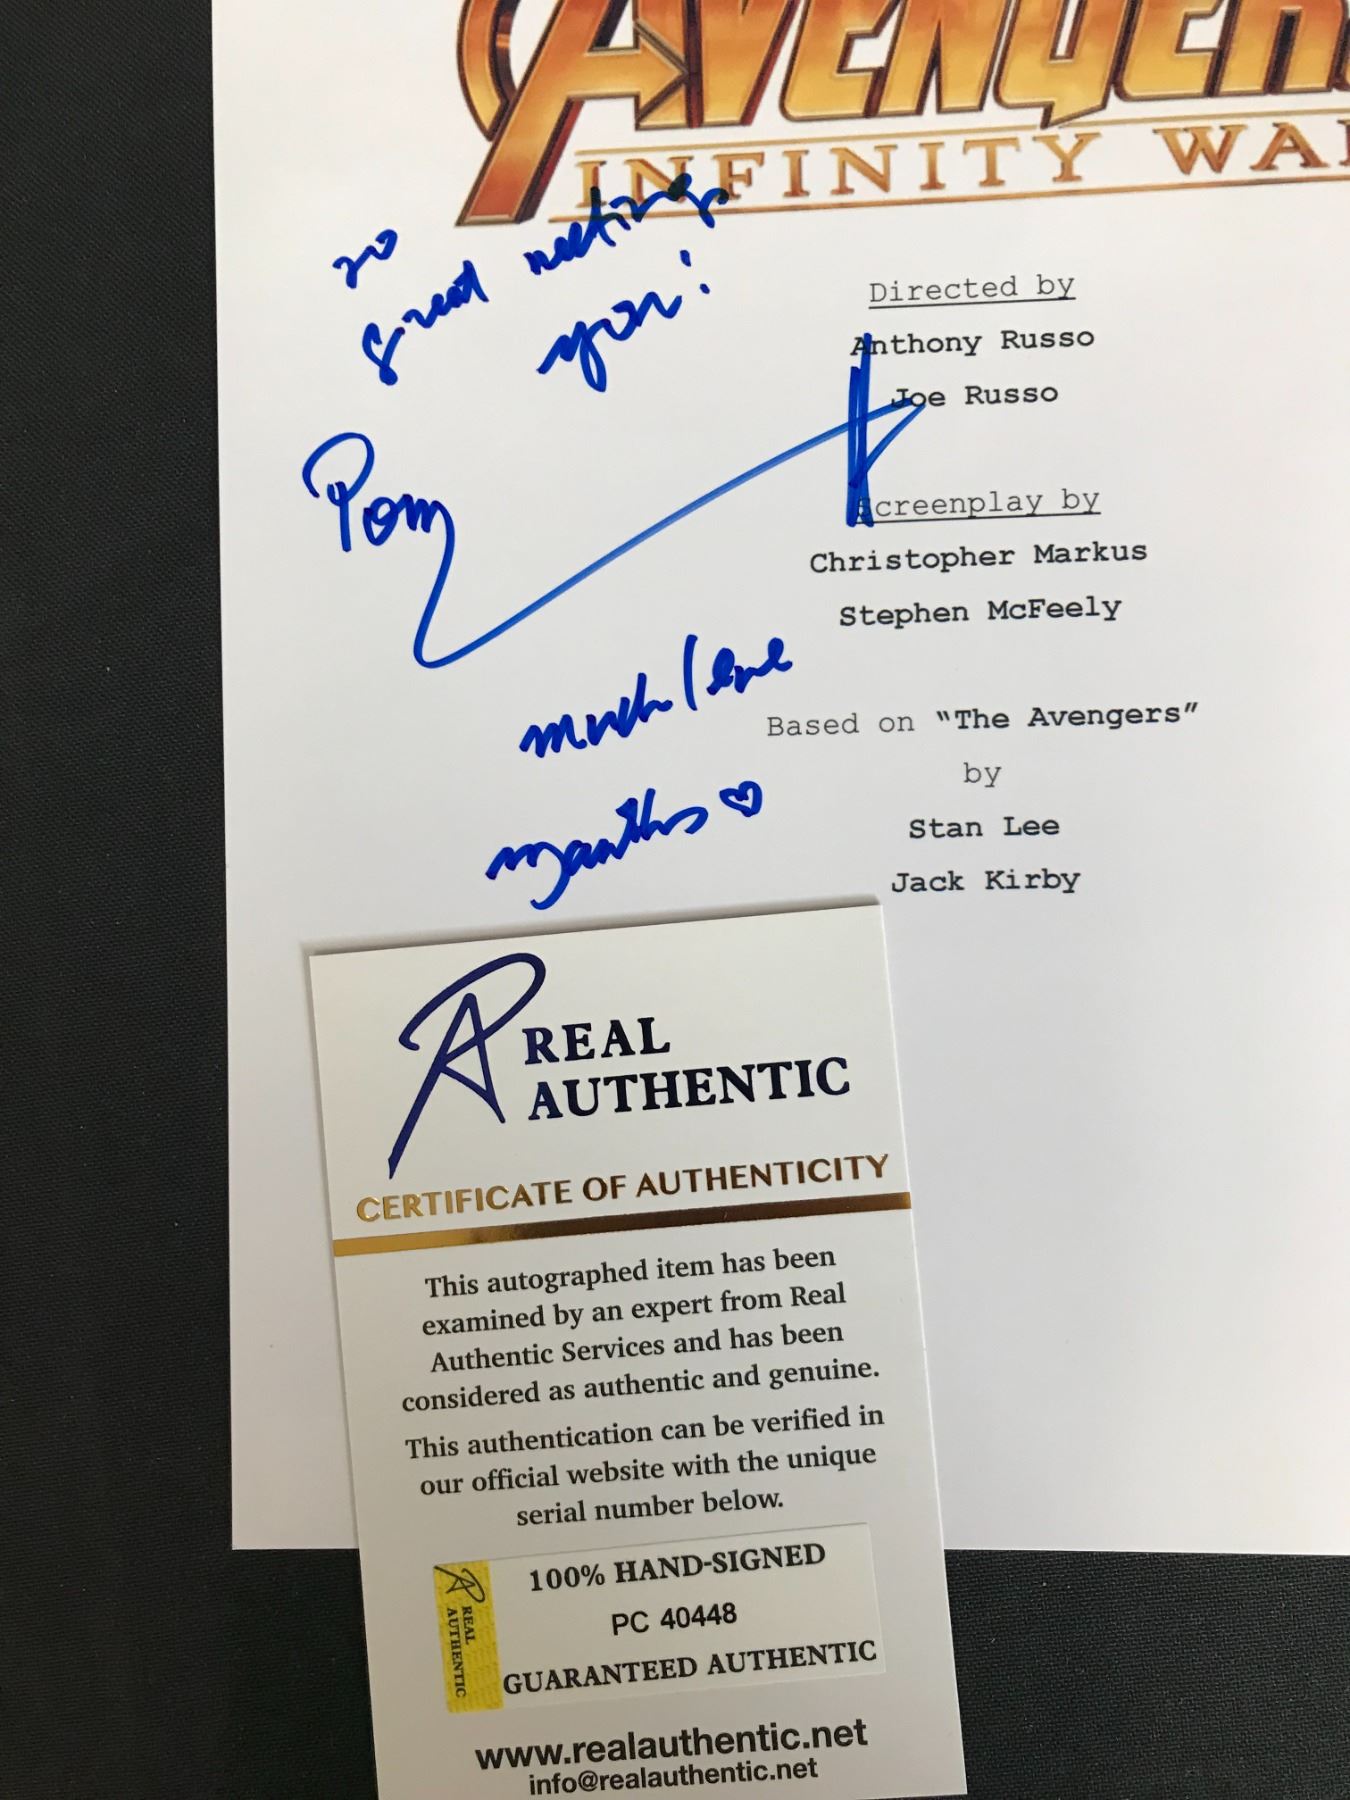 AVENGERS
INFINITY WAR
so
great meeting
you!
Directed by
Anthony Russo
Joe Russo
Pom
Screenplay by
Christopher Markus
Stephen McFeely
much love
Mantis ♡
Based on "The Avengers"
by
Stan Lee
Jack Kirby
REAL
AUTHENTIC
CERTIFICATE OF AUTHENTICITY
This autographed item has been
examined by an expert from Real
Authentic Services and has been
considered as authentic and genuine.
This authentication can be verified in
our official website with the unique
serial number below.
REAL
AUTHENTIC
100% HAND-SIGNED
PC 40448
GUARANTEED AUTHENTIC
www.realauthentic.net
info@realauthentic.net